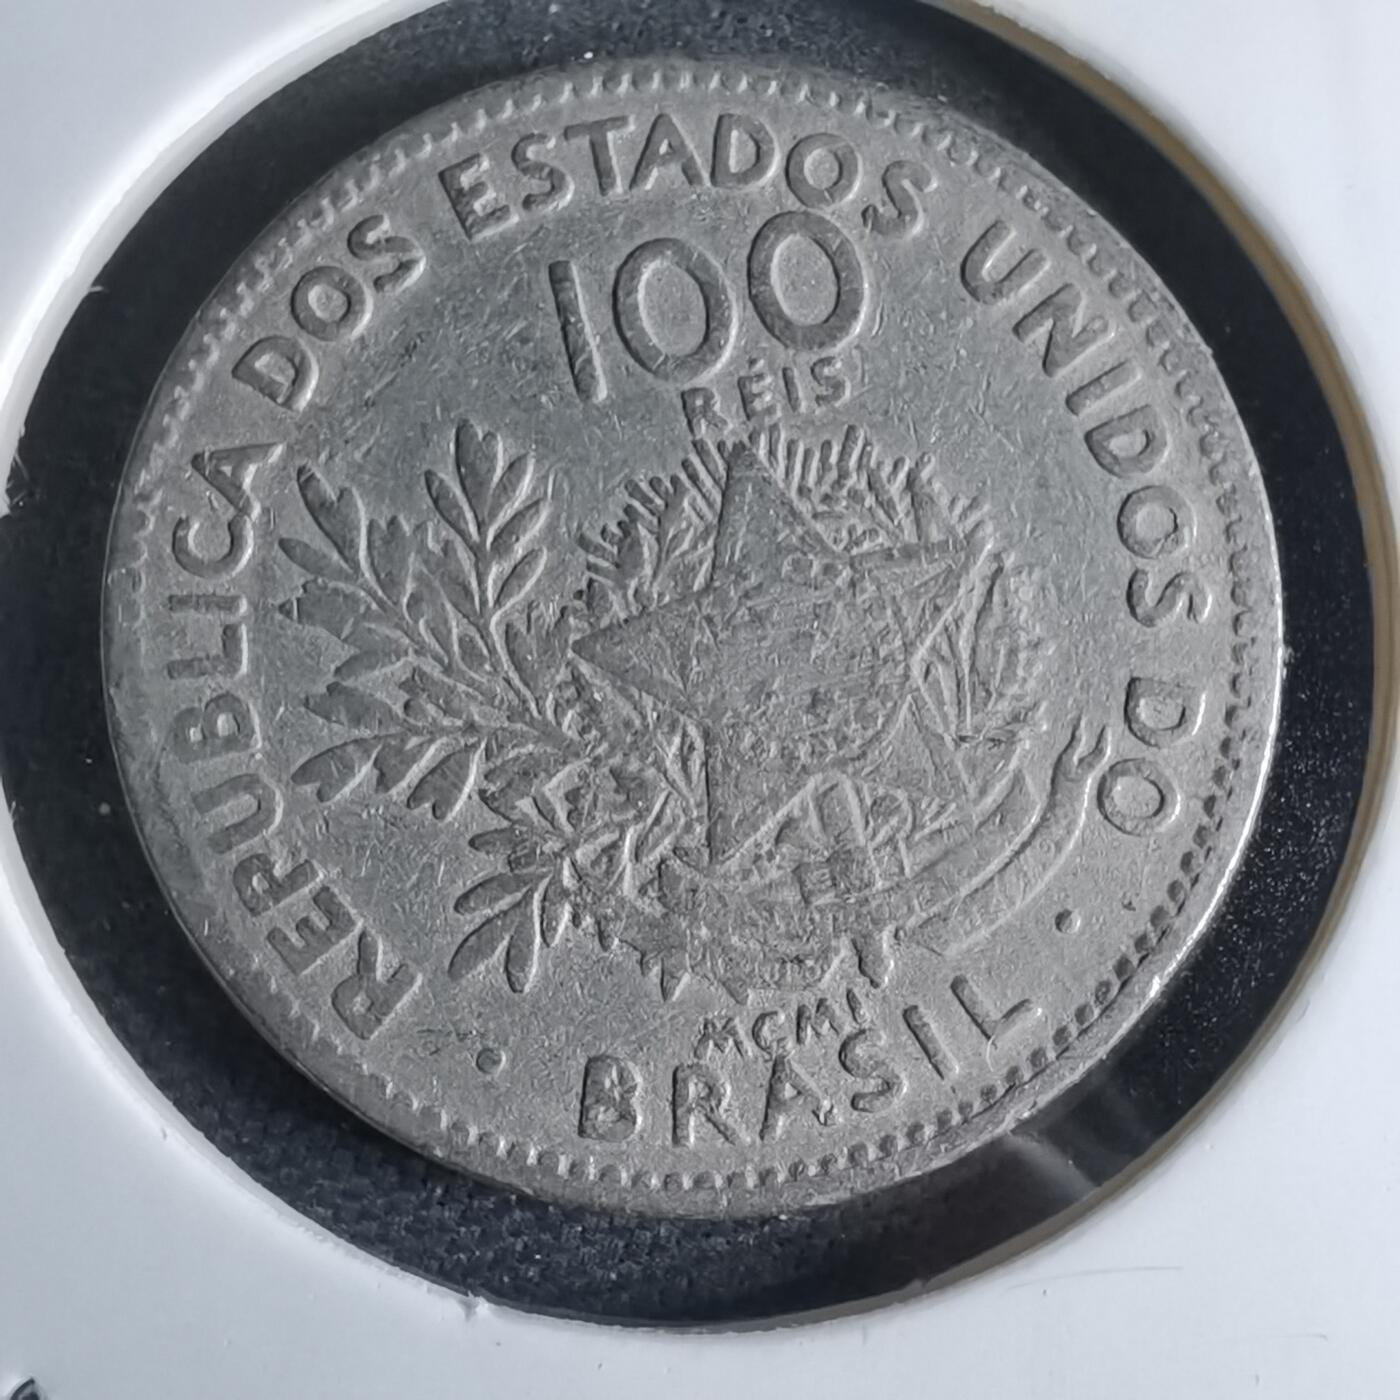 REPUBLICA DOS ESTADOS UNIDOS DO
100
RÉIS
MCMI
BRASIL